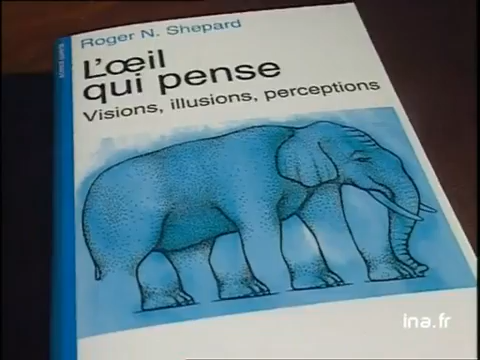 Roger N. Shepard
L'œil
qui pense
Visions, illusions, perceptions
ina.fr